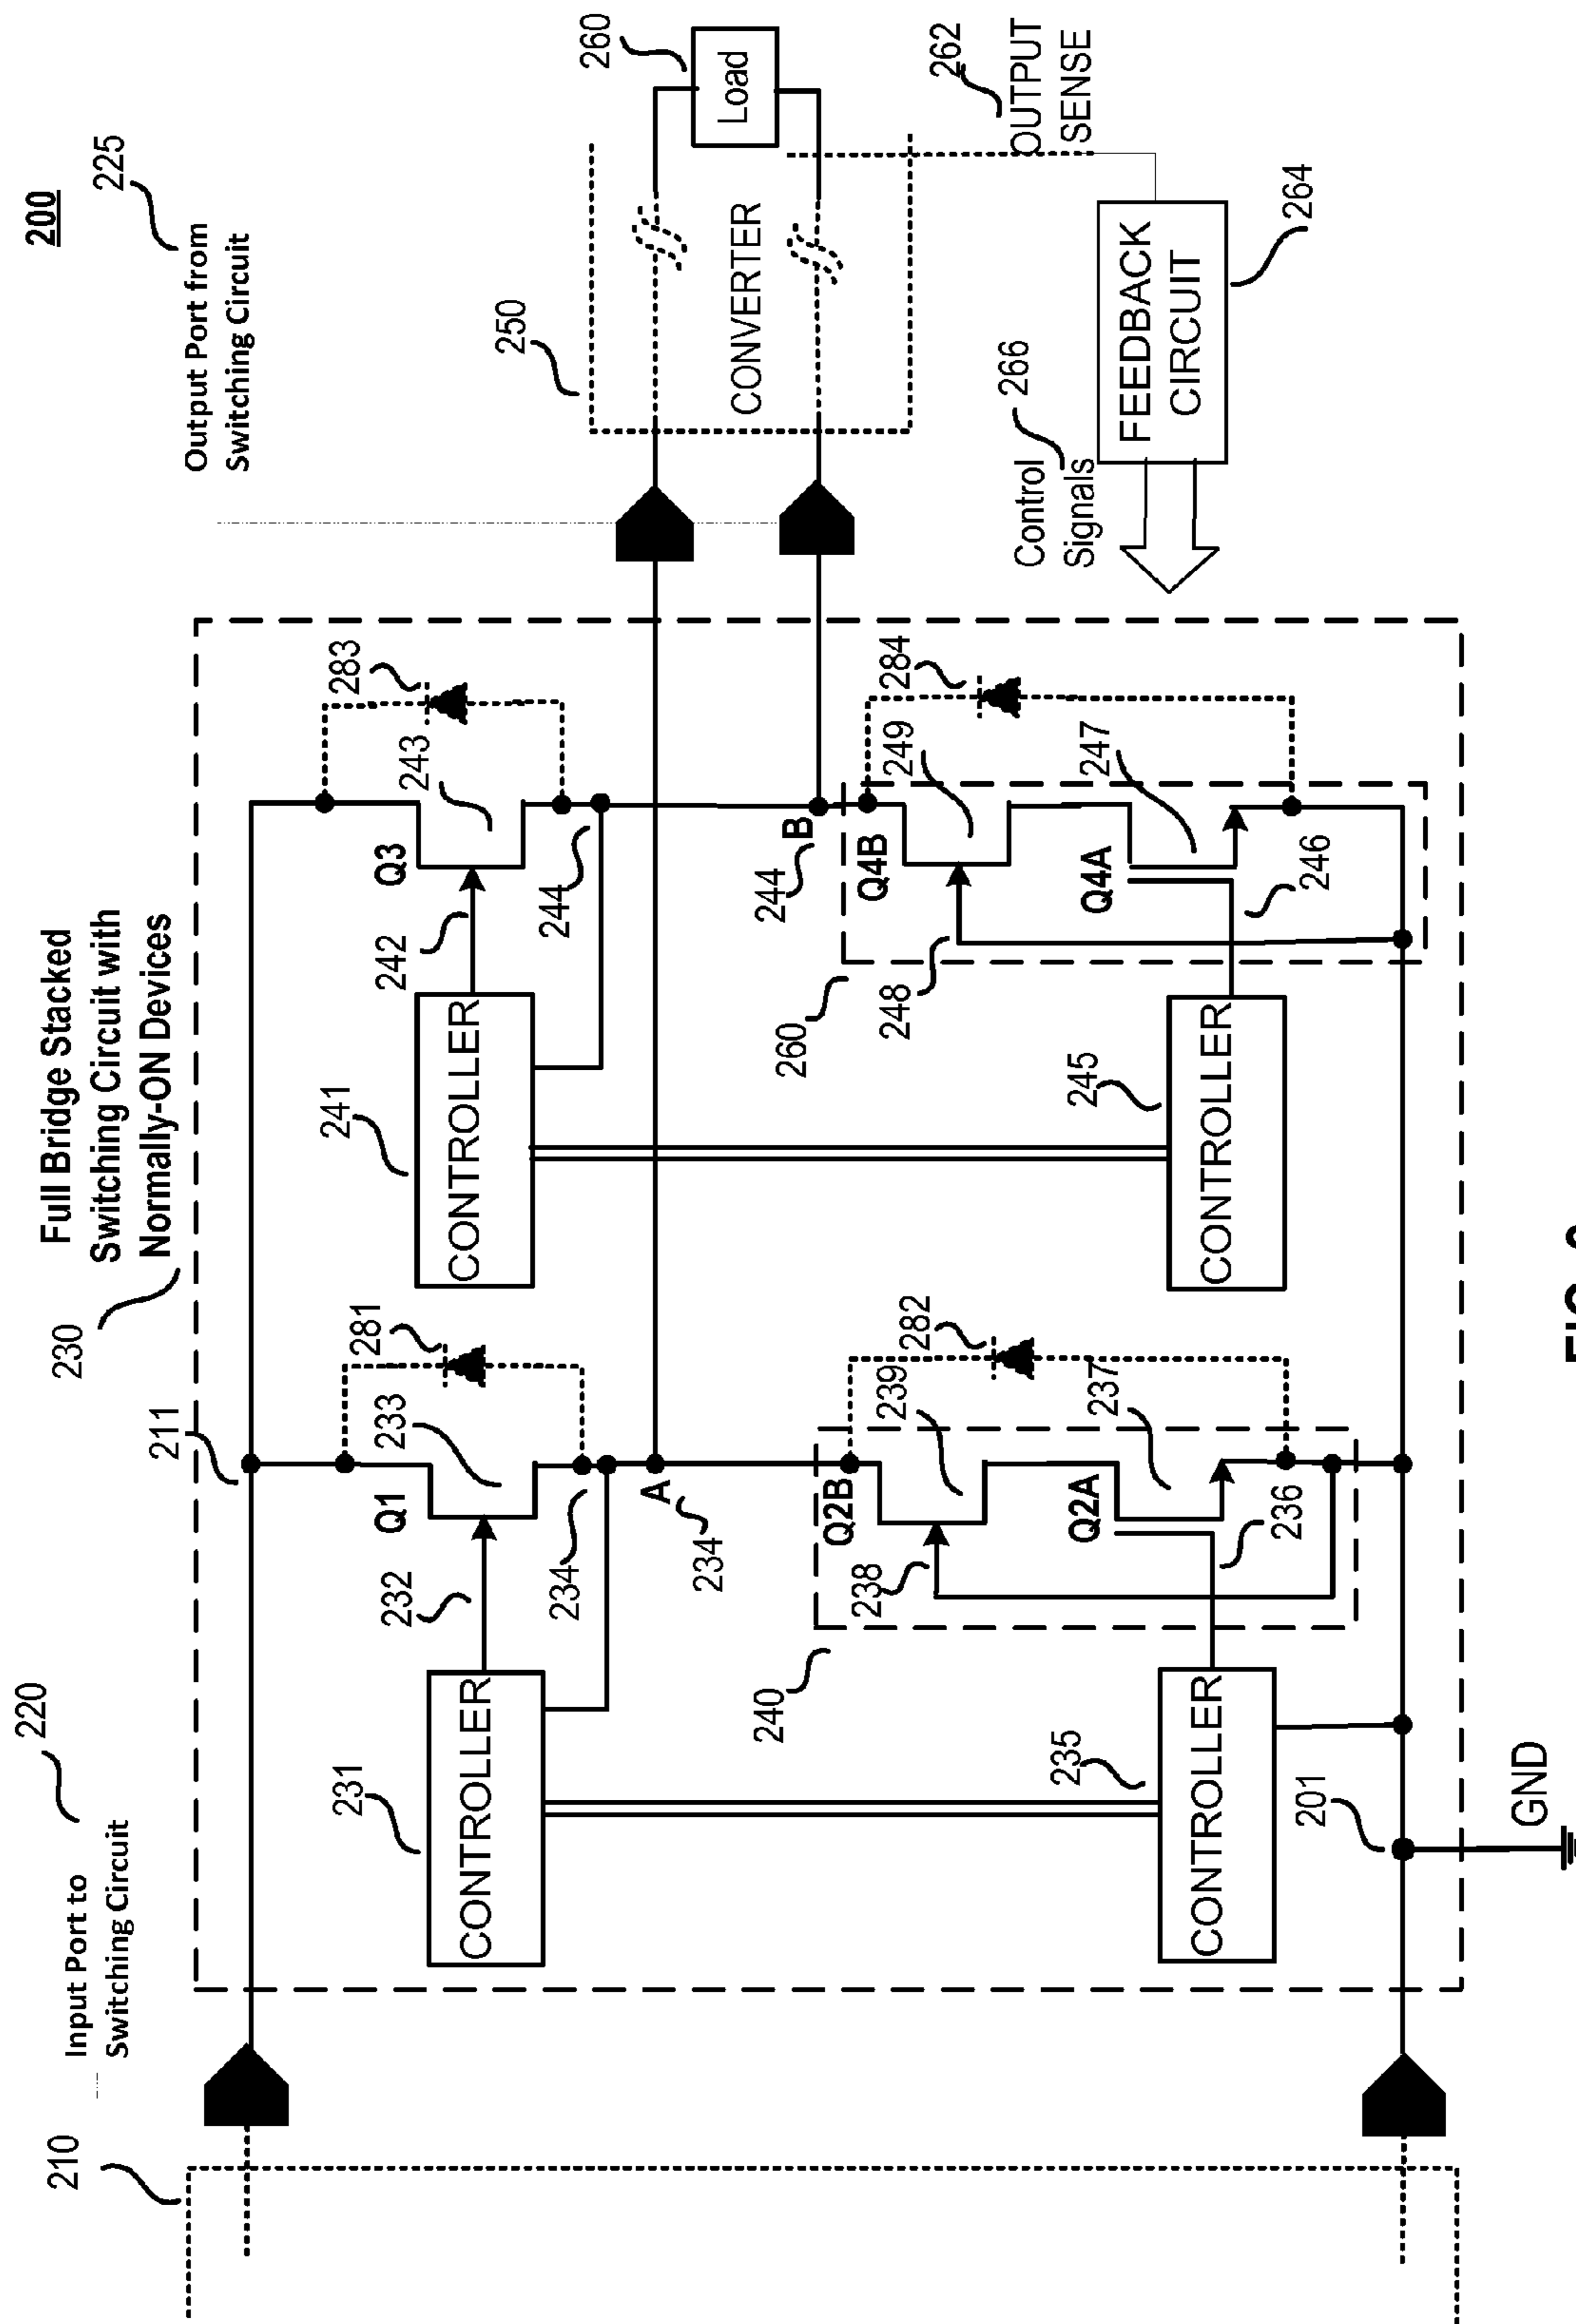 200
220
Input Port to
Switching Circuit
210
Full Bridge Stacked
Switching Circuit with
Normally-ON Devices
230
211
225
Output Port from
Switching Circuit
231
CONTROLLER
232
Q1
233
281
234
A
234
241
CONTROLLER
242
Q3
243
283
244
B
244
250
CONVERTER
260
Load
262
OUTPUT
SENSE
266
Control
Signals
FEEDBACK
CIRCUIT
264
240
Q2B
238
239
282
Q2A
237
236
235
CONTROLLER
201
GND
260
Q4B
248
249
284
Q4A
247
246
245
CONTROLLER